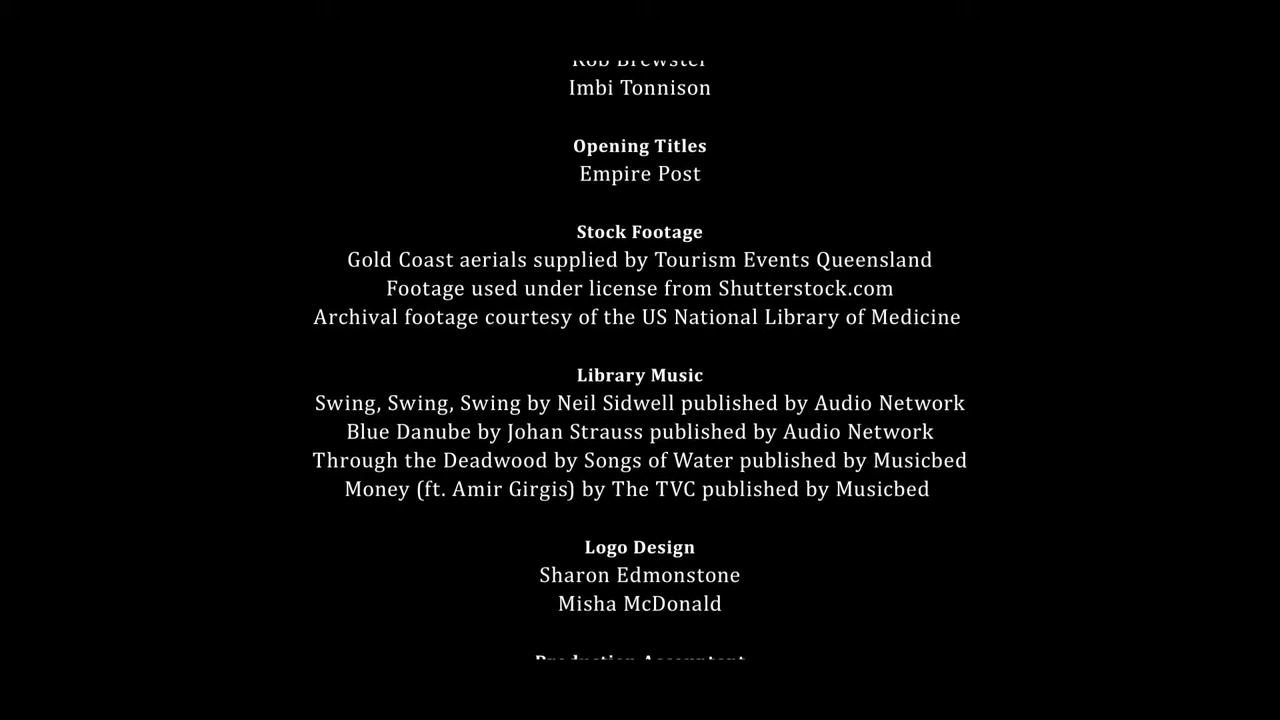 Rob Brewster
Imbi Tonnison
Opening Titles
Empire Post
Stock Footage
Gold Coast aerials supplied by Tourism Events Queensland
Footage used under license from Shutterstock.com
Archival footage courtesy of the US National Library of Medicine
Library Music
Swing, Swing, Swing by Neil Sidwell published by Audio Network
Blue Danube by Johan Strauss published by Audio Network
Through the Deadwood by Songs of Water published by Musicbed
Money (ft. Amir Girgis) by The TVC published by Musicbed
Logo Design
Sharon Edmonstone
Misha McDonald
Production Accountant